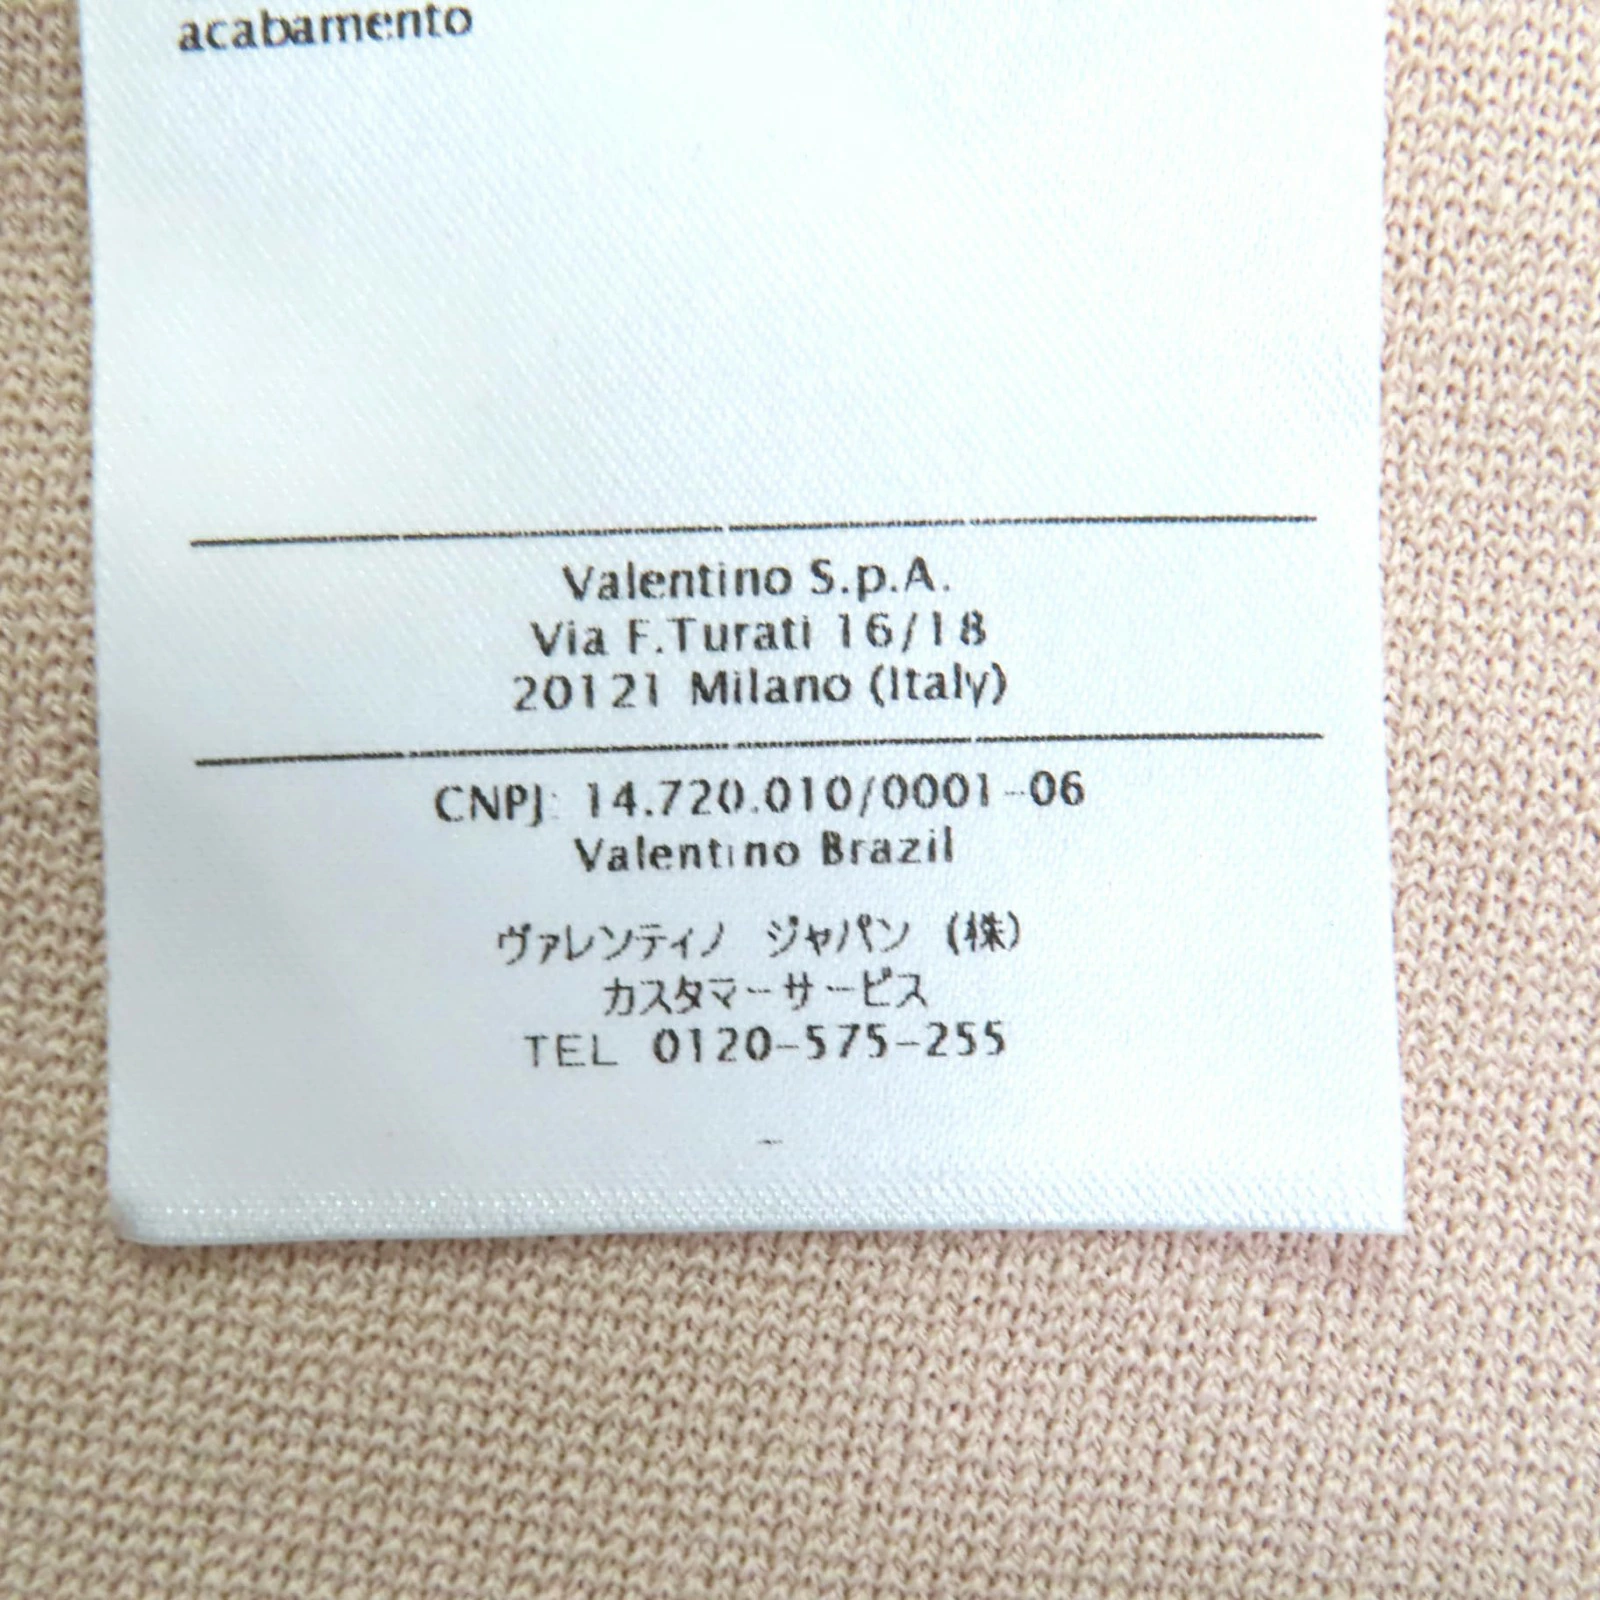 acabamento
Valentino S.p.A.
Via F.Turati 16/18
20121 Milano (Italy)
CNPJ: 14.720.010/0001-06
Valentino Brazil
ヴァレンティノ ジャパン (株)
カスタマーサービス
TEL 0120-575-255